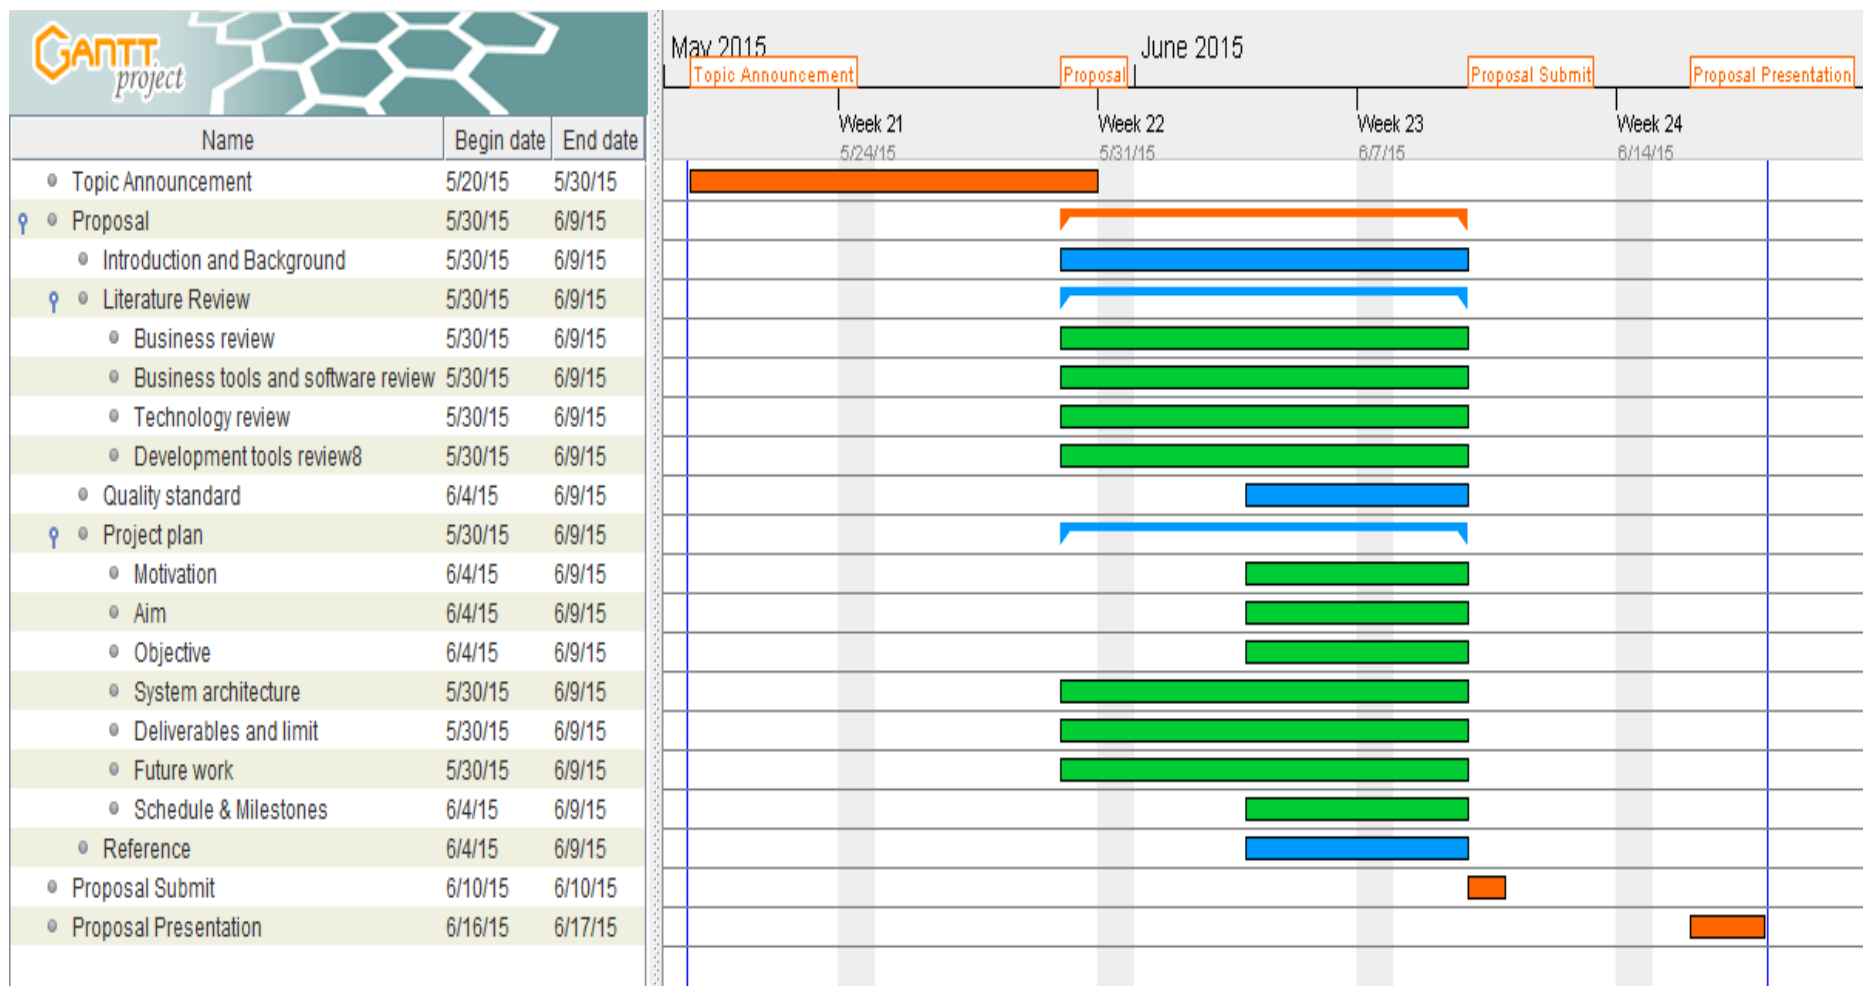 GANTT
project
May 2015 June 2015
Topic Announcement Proposal Proposal Submit Proposal Presentation
Week 21 Week 22 Week 23 Week 24
5/24/15 5/31/15 6/7/15 6/14/15
Name Begin date End date
Topic Announcement 5/20/15 5/30/15
Proposal 5/30/15 6/9/15
Introduction and Background 5/30/15 6/9/15
Literature Review 5/30/15 6/9/15
Business review 5/30/15 6/9/15
Business tools and software review 5/30/15 6/9/15
Technology review 5/30/15 6/9/15
Development tools review8 5/30/15 6/9/15
Quality standard 6/4/15 6/9/15
Project plan 5/30/15 6/9/15
Motivation 6/4/15 6/9/15
Aim 6/4/15 6/9/15
Objective 6/4/15 6/9/15
System architecture 5/30/15 6/9/15
Deliverables and limit 5/30/15 6/9/15
Future work 5/30/15 6/9/15
Schedule & Milestones 6/4/15 6/9/15
Reference 6/4/15 6/9/15
Proposal Submit 6/10/15 6/10/15
Proposal Presentation 6/16/15 6/17/15